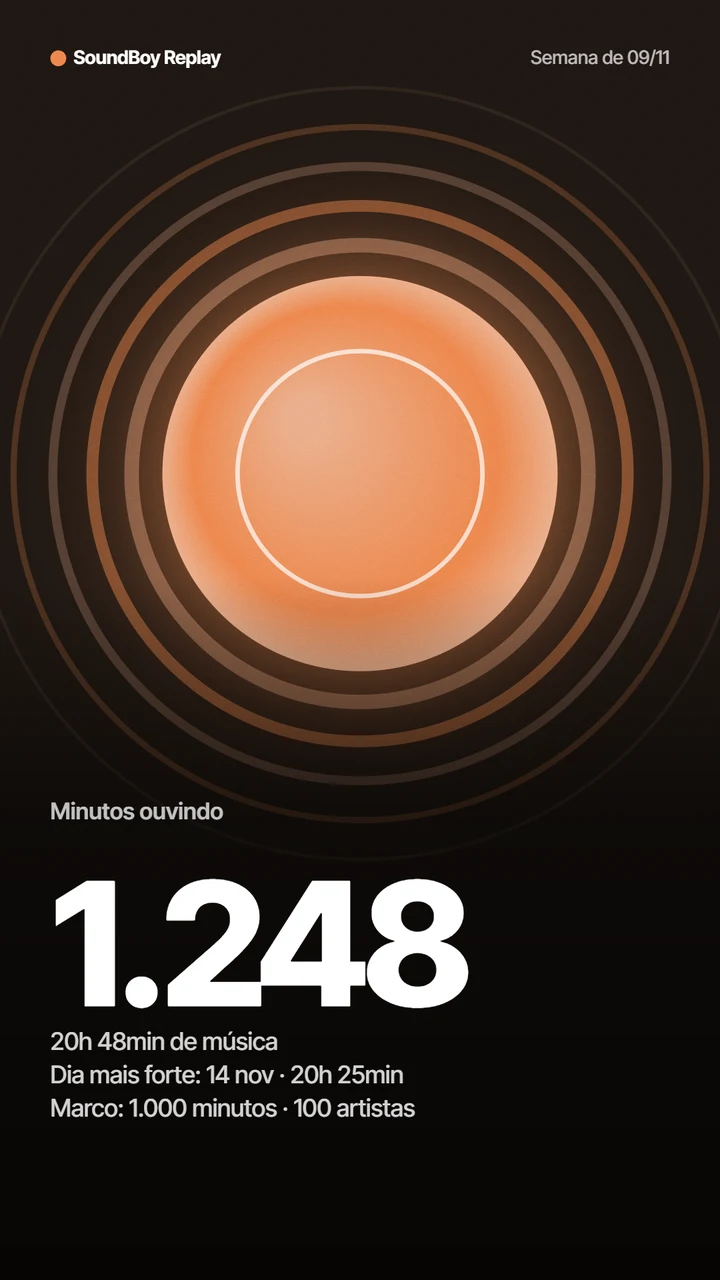 SoundBoy Replay
Semana de 09/11
Minutos ouvindo
1.248
20h 48min de música
Dia mais forte: 14 nov · 20h 25min
Marco: 1.000 minutos · 100 artistas